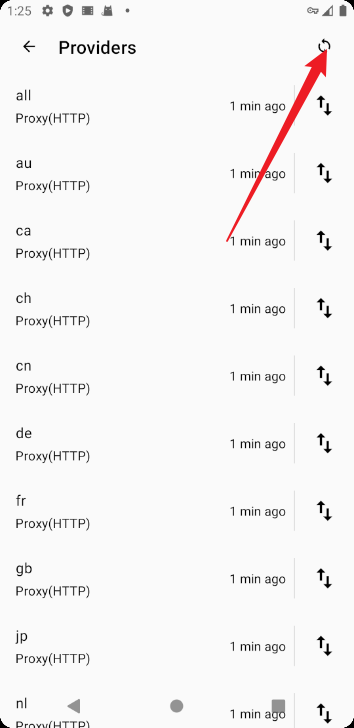 1:25
Providers
all
Proxy(HTTP)
1 min ago
au
Proxy(HTTP)
1 min ago
ca
Proxy(HTTP)
1 min ago
ch
Proxy(HTTP)
1 min ago
cn
Proxy(HTTP)
1 min ago
de
Proxy(HTTP)
1 min ago
fr
Proxy(HTTP)
1 min ago
gb
Proxy(HTTP)
1 min ago
jp
Proxy(HTTP)
1 min ago
nl
Proxy(HTTP)
1 min ago